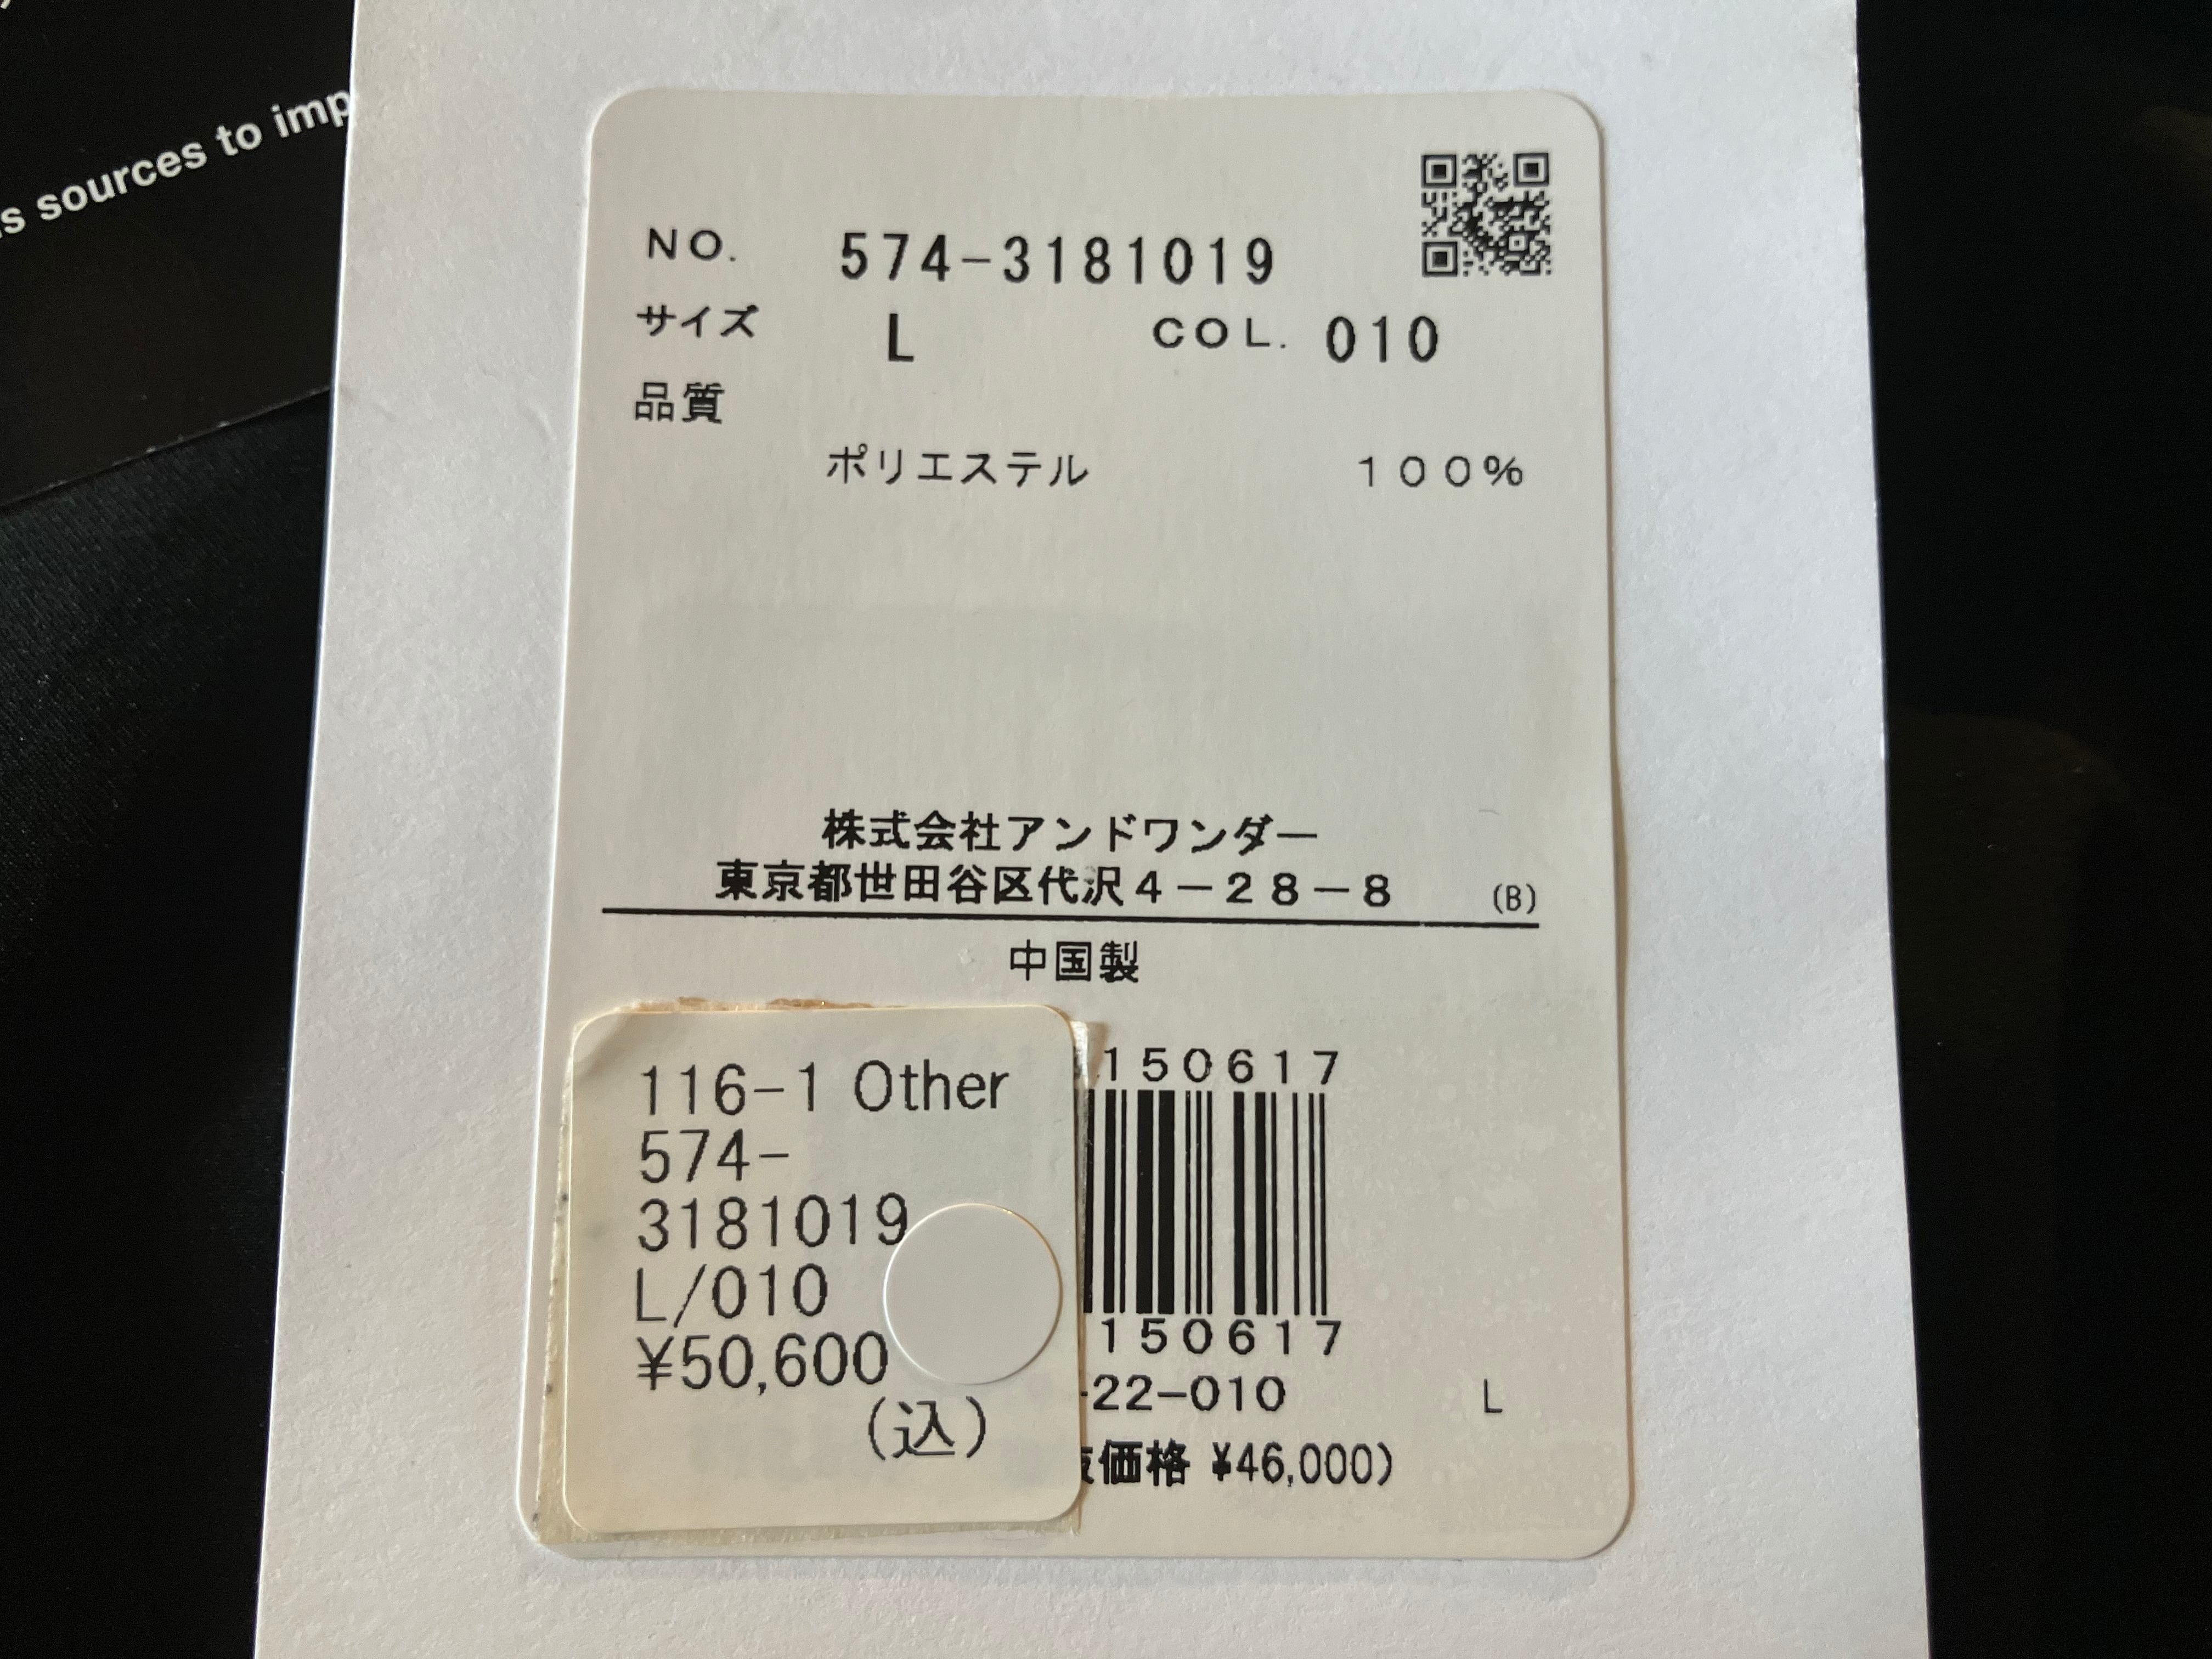 s sources to imp
NO. 574-3181019
サイズ L COL. 010
品質
ポリエステル 100%
株式会社アンドワンダー
東京都世田谷区代沢4-28-8 (B)
中国製
116-1 Other
574-
3181019
L/010
¥50,600
(込)
150617
150617
-22-010 L
価格 ¥46,000)